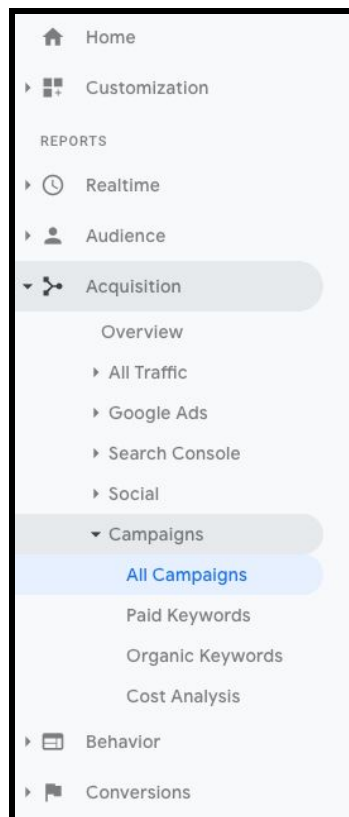 Home
Customization
REPORTS
Realtime
Audience
Acquisition
Overview
All Traffic
Google Ads
Search Console
Social
Campaigns
All Campaigns
Paid Keywords
Organic Keywords
Cost Analysis
Behavior
Conversions